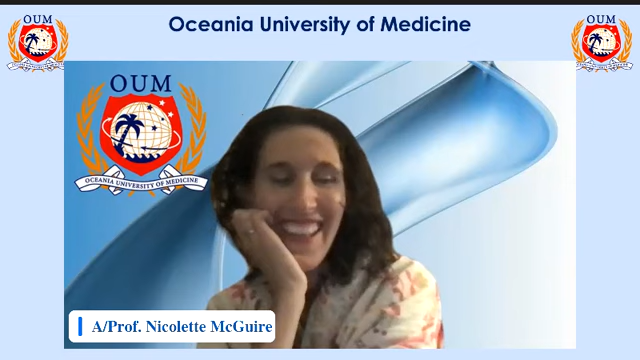 Oceania University of Medicine
OUM
OUM
OUM
OCEANIA UNIVERSITY OF MEDICINE
A/Prof. Nicolette McGuire